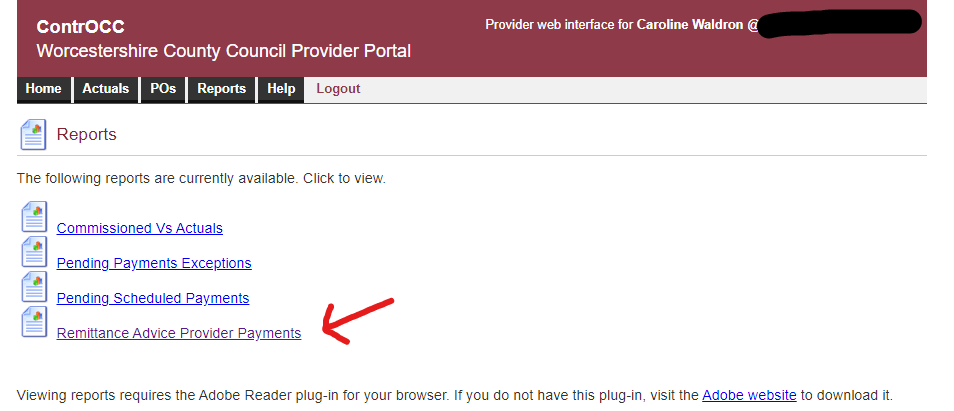 ContrOCC
Provider web interface for Caroline Waldron @
Worcestershire County Council Provider Portal
Home Actuals POs Reports Help Logout
Reports
The following reports are currently available. Click to view.
Commissioned Vs Actuals
Pending Payments Exceptions
Pending Scheduled Payments
Remittance Advice Provider Payments
Viewing reports requires the Adobe Reader plug-in for your browser. If you do not have this plug-in, visit the Adobe website to download it.